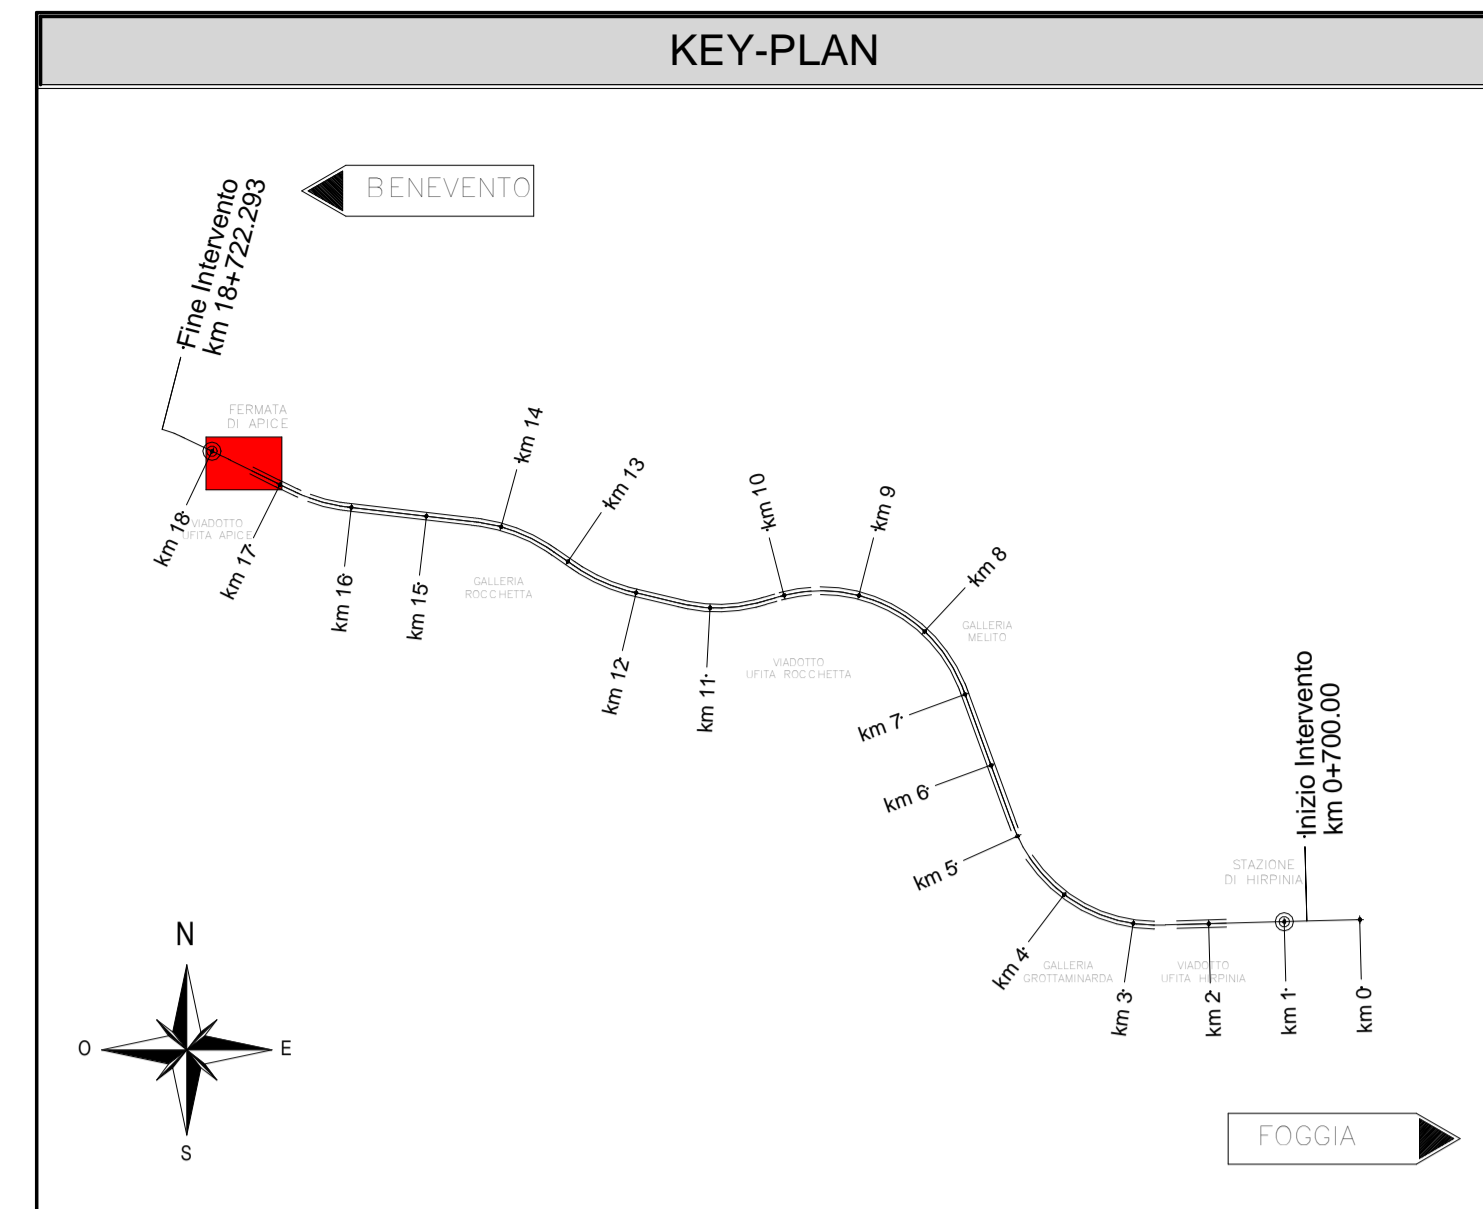 KEY-PLAN
BENEVENTO
Fine Intervento
km 18+722.293
FERMATA
DI APICE
km 18
VIADOTTO
UFITA APICE
km 17
km 16
km 15
km 14
GALLERIA
ROCCHETTA
km 13
km 12
km 11
km 10
VIADOTTO
UFITA ROCCHETTA
km 9
km 8
GALLERIA
MELITO
km 7
km 6
km 5
Inizio Intervento
km 0+700.00
STAZIONE
DI HIRPINIA
km 4
GALLERIA
GROTTAMINARDA
km 3
VIADOTTO
UFITA HIRPINIA
km 2
km 1
km 0
N
O
E
S
FOGGIA